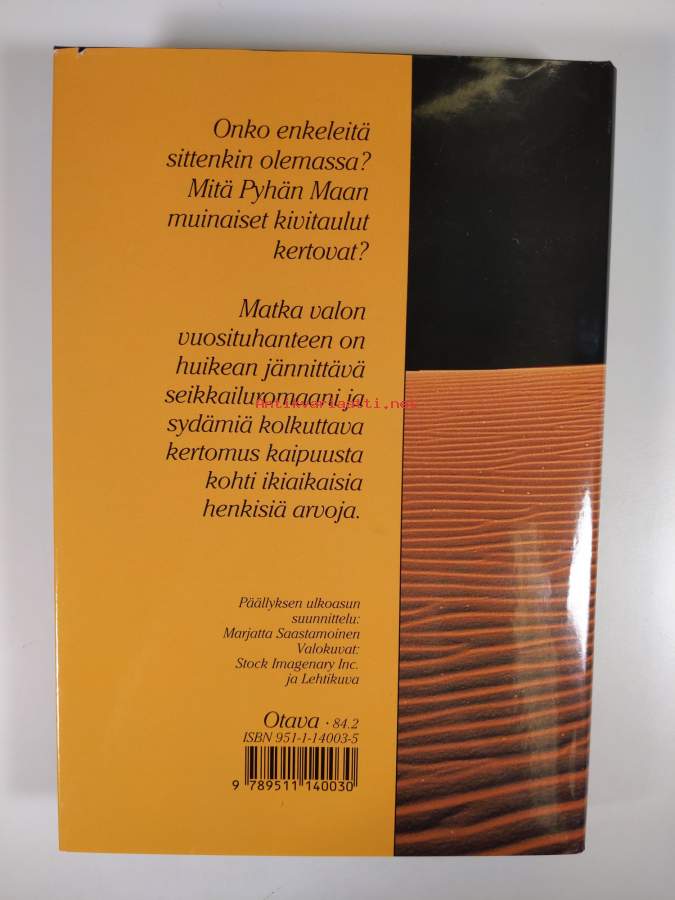 Onko enkeleitä
sittenkin olemassa?
Mitä Pyhän Maan
muinaiset kivitaulut
kertovat?
Matka valon
vuosituhanteen on
huikean jännittävä
seikkailuromaani ja
Antikvariaatti.net
sydämiä kolkuttava
kertomus kaipuusta
kohti ikiaikaisia
henkisiä arvoja.
Päällyksen ulkoasun
suunnittelu:
Marjatta Saastamoinen
Valokuvat:
Stock Imagenary Inc.
ja Lehtikuva
Otava · 84.2
ISBN 951-1-14003-5
9 789511 140030